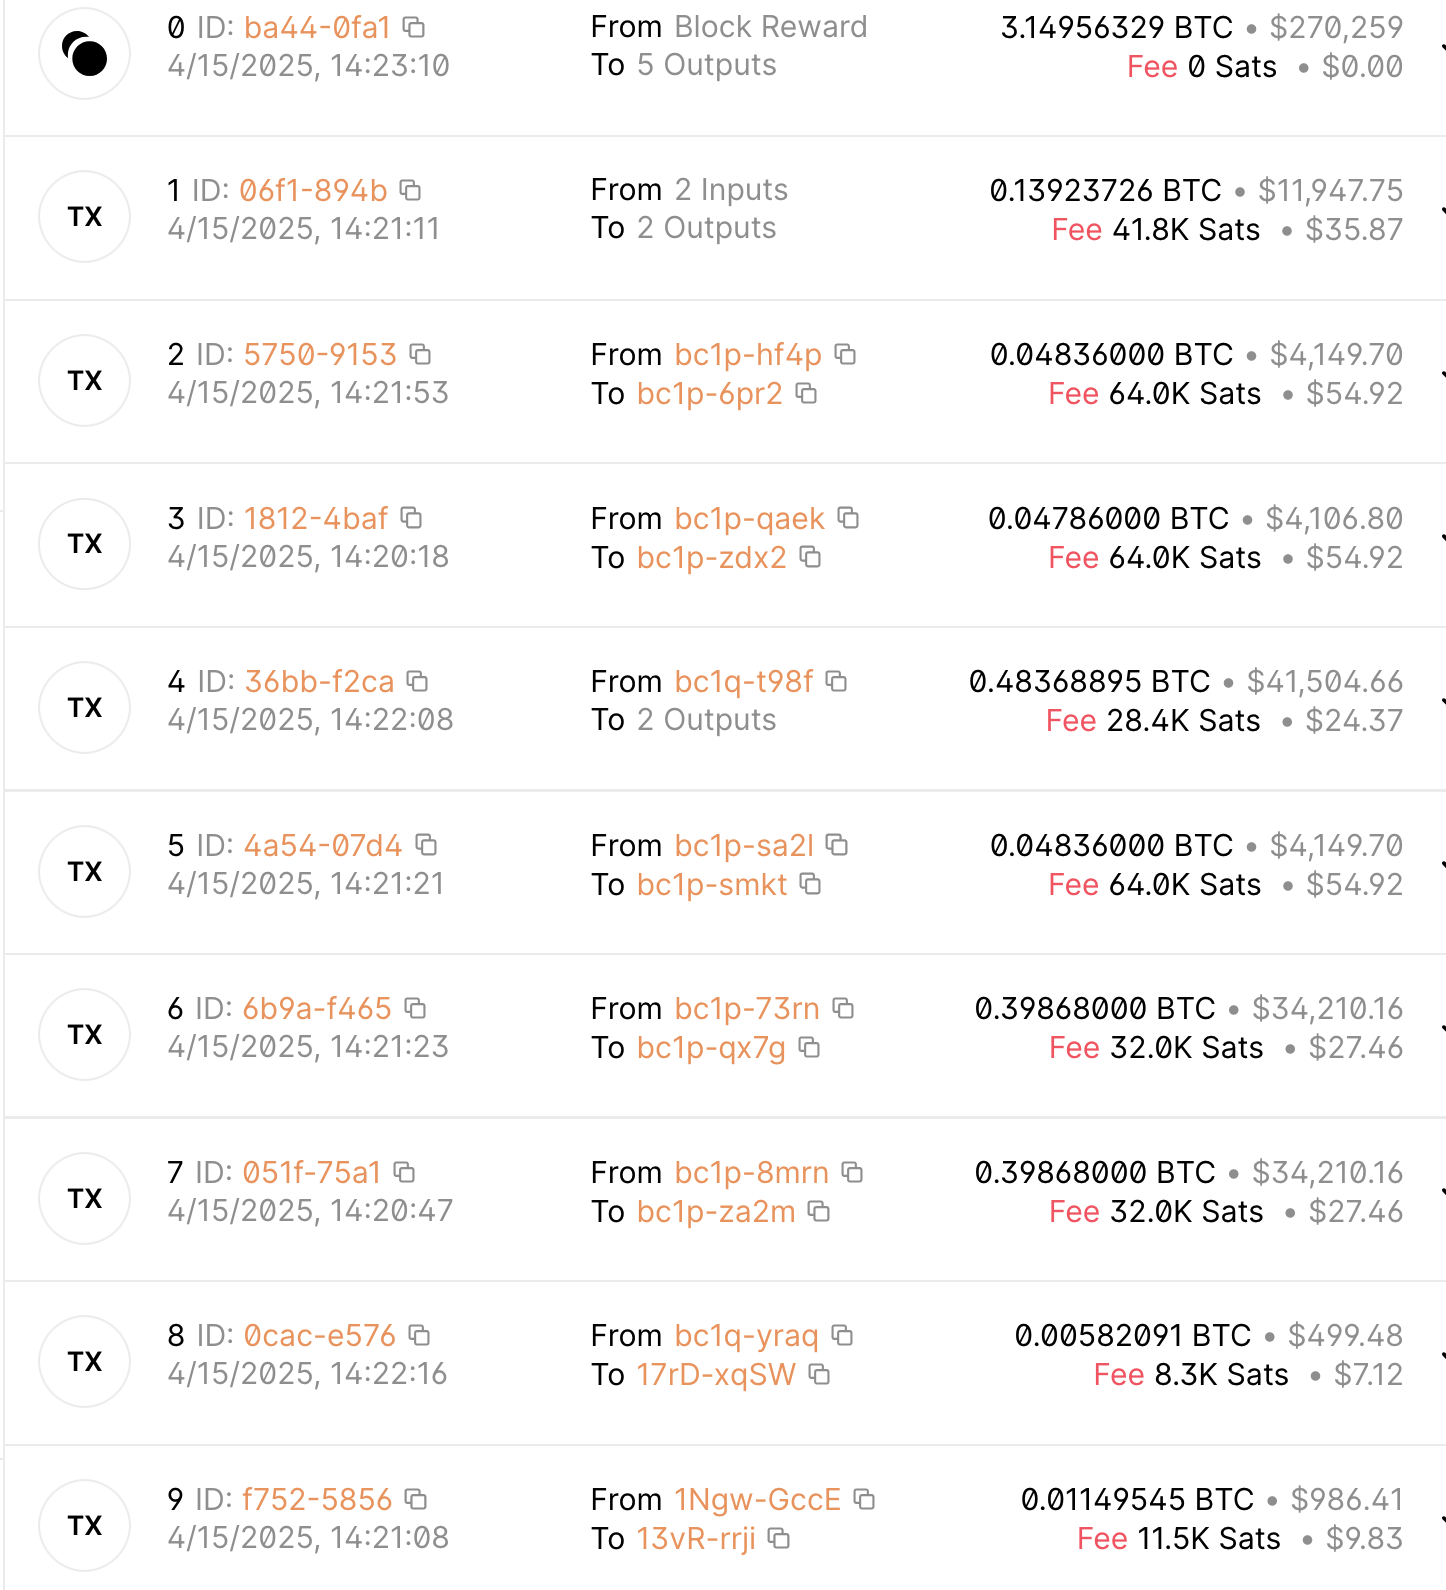 0 ID: ba44-0fa1 From Block Reward 3.14956329 BTC • $270,259
4/15/2025, 14:23:10 To 5 Outputs Fee 0 Sats • $0.00
TX 1 ID: 06f1-894b From 2 Inputs 0.13923726 BTC • $11,947.75
4/15/2025, 14:21:11 To 2 Outputs Fee 41.8K Sats • $35.87
TX 2 ID: 5750-9153 From bc1p-hf4p 0.04836000 BTC • $4,149.70
4/15/2025, 14:21:53 To bc1p-6pr2 Fee 64.0K Sats • $54.92
TX 3 ID: 1812-4baf From bc1p-qaek 0.04786000 BTC • $4,106.80
4/15/2025, 14:20:18 To bc1p-zdx2 Fee 64.0K Sats • $54.92
TX 4 ID: 36bb-f2ca From bc1q-t98f 0.48368895 BTC • $41,504.66
4/15/2025, 14:22:08 To 2 Outputs Fee 28.4K Sats • $24.37
TX 5 ID: 4a54-07d4 From bc1p-sa2l 0.04836000 BTC • $4,149.70
4/15/2025, 14:21:21 To bc1p-smkt Fee 64.0K Sats • $54.92
TX 6 ID: 6b9a-f465 From bc1p-73rn 0.39868000 BTC • $34,210.16
4/15/2025, 14:21:23 To bc1p-qx7g Fee 32.0K Sats • $27.46
TX 7 ID: 051f-75a1 From bc1p-8mrn 0.39868000 BTC • $34,210.16
4/15/2025, 14:20:47 To bc1p-za2m Fee 32.0K Sats • $27.46
TX 8 ID: 0cac-e576 From bc1q-yraq 0.00582091 BTC • $499.48
4/15/2025, 14:22:16 To 17rD-xqSW Fee 8.3K Sats • $7.12
TX 9 ID: f752-5856 From 1Ngw-GccE 0.01149545 BTC • $986.41
4/15/2025, 14:21:08 To 13vR-rrji Fee 11.5K Sats • $9.83